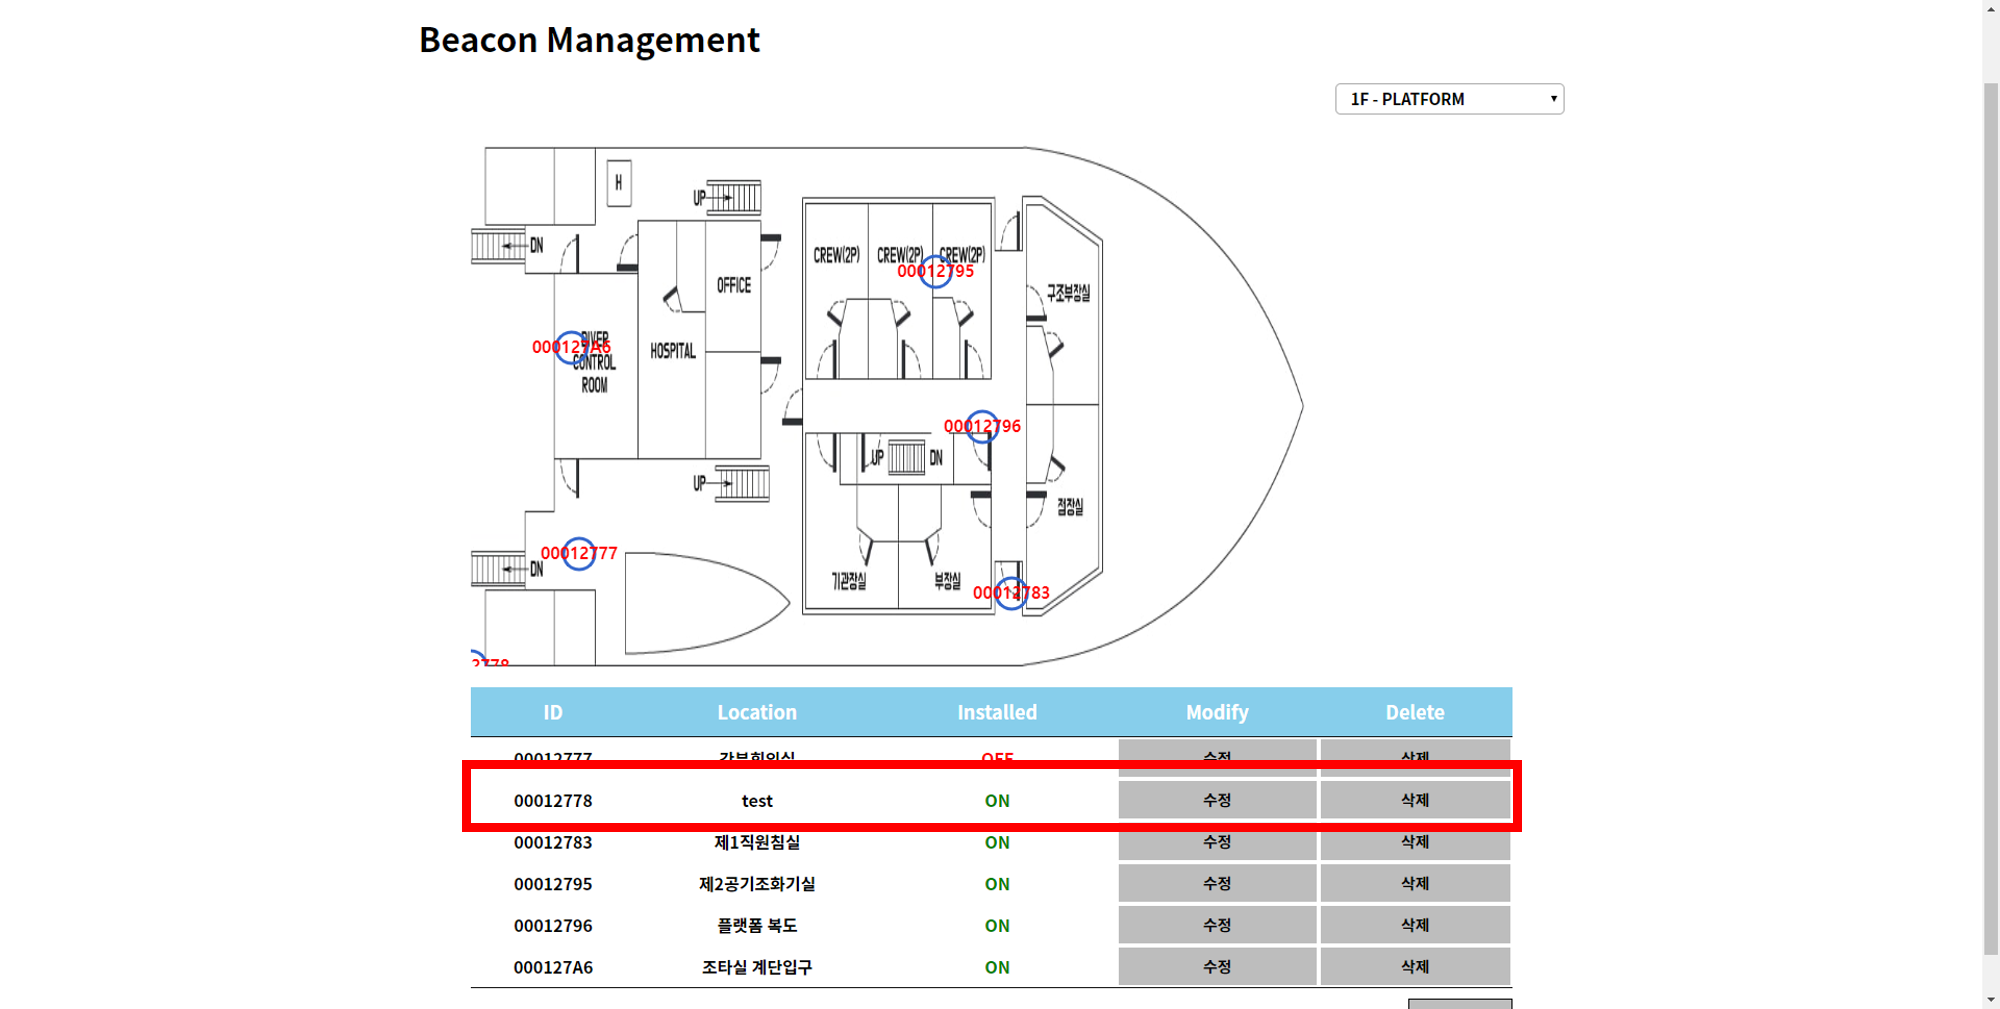 Beacon Management
1F - PLATFORM
H
UP
DN
OFFICE
CREW(2P)
CREW(2P)
CREW(2P)
00012795
구조부장실
000127A6
DIVER
CONTROL
ROOM
HOSPITAL
00012796
UP
DN
UP
점장실
00012777
DN
기관장실
부장실
00012783
2778
ID Location Installed Modify Delete
00012777 간부회의실 OFF 수정 삭제
00012778 test ON 수정 삭제
00012783 제1직원침실 ON 수정 삭제
00012795 제2공기조화기실 ON 수정 삭제
00012796 플랫폼 복도 ON 수정 삭제
000127A6 조타실 계단입구 ON 수정 삭제